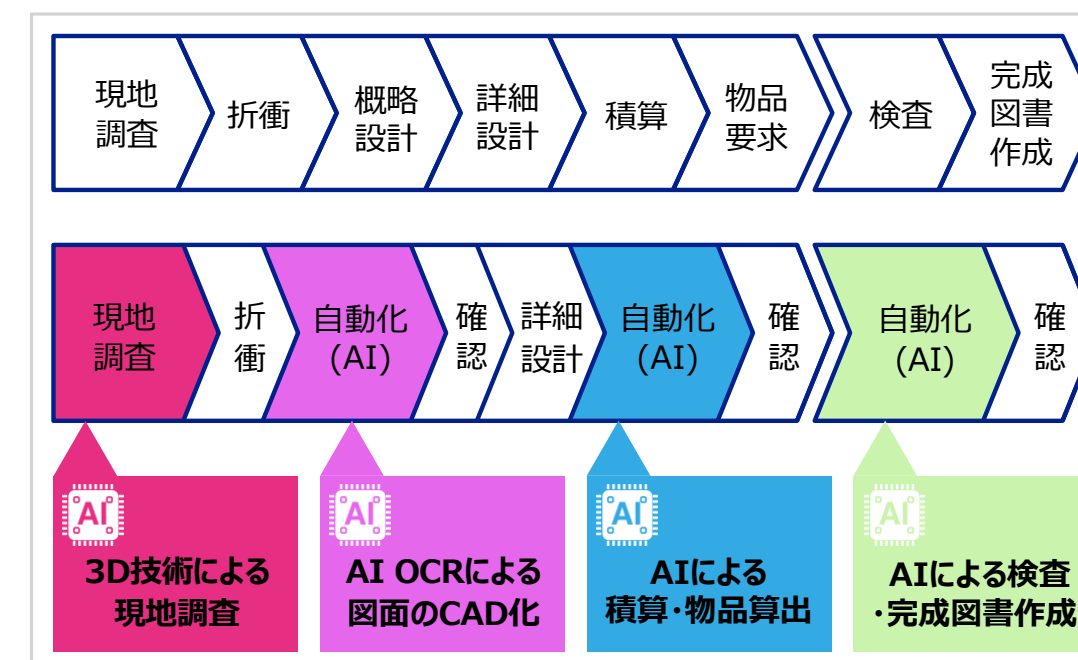 現地
調査
折衝
概略
設計
詳細
設計
積算
物品
要求
検査
完成
図書
作成
現地
調査
折
衝
自動化
(AI)
確
認
詳細
設計
自動化
(AI)
確
認
自動化
(AI)
確
認
AI
3D技術による
現地調査
AI
AI OCRによる
図面のCAD化
AI
AIによる
積算・物品算出
AI
AIによる検査
・完成図書作成